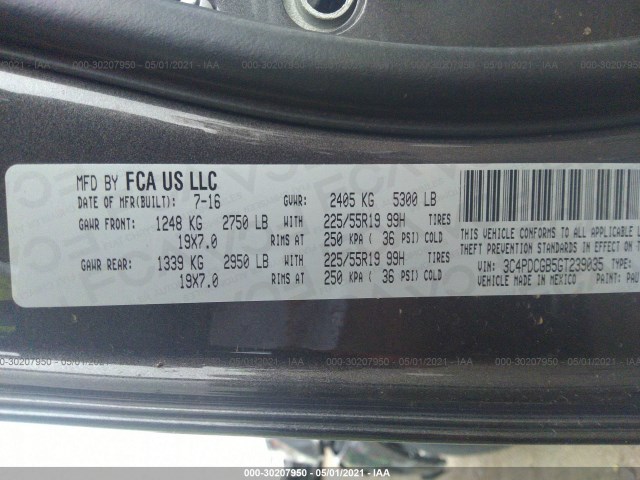 000-30207950 - 05/01/2021 - IAA
MFD BY FCA US LLC
DATE OF MFR(BUILT): 7-16 GVWR: 2405 KG 5300 LB
GAWR FRONT: 1248 KG 2750 LB WITH 225/55R19 99H TIRES
19X7.0 RIMS AT 250 KPA ( 36 PSI) COLD
GAWR REAR: 1339 KG 2950 LB WITH 225/55R19 99H TIRES
19X7.0 RIMS AT 250 KPA ( 36 PSI) COLD
THIS VEHICLE CONFORMS TO ALL APPLICABLE
THEFT PREVENTION STANDARDS IN EFFECT ON
VIN: 3C4PDCGB5GT239035 TYPE:
VEHICLE MADE IN MEXICO PAINT:
000-30207950 - 05/01/2021 - IAA
000-30207950 - 05/01/2021 - IAA